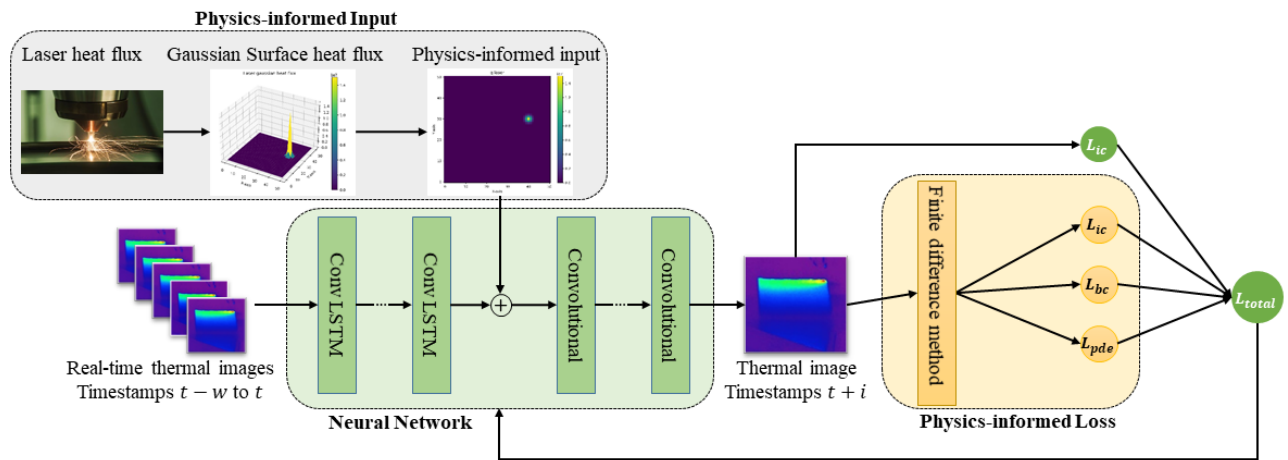 Physics-informed Input
Laser heat flux
Gaussian Surface heat flux
Physics-informed input
Conv LSTM
Conv LSTM
Convolutional
Convolutional
Real-time thermal images
Timestamps t − w to t
Neural Network
Thermal image
Timestamps t + i
Finite difference method
L_ic
L_ic
L_bc
L_pde
L_total
Physics-informed Loss